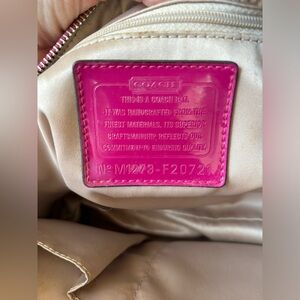 COACH
THIS IS A COACH BAG.
IT WAS HANDCRAFTED FROM THE
FINEST MATERIALS. ITS SUPERIOR
CRAFTSMANSHIP REFLECTS OUR
COMMITMENT TO ENDURING QUALITY.
Nº M1273-F20721